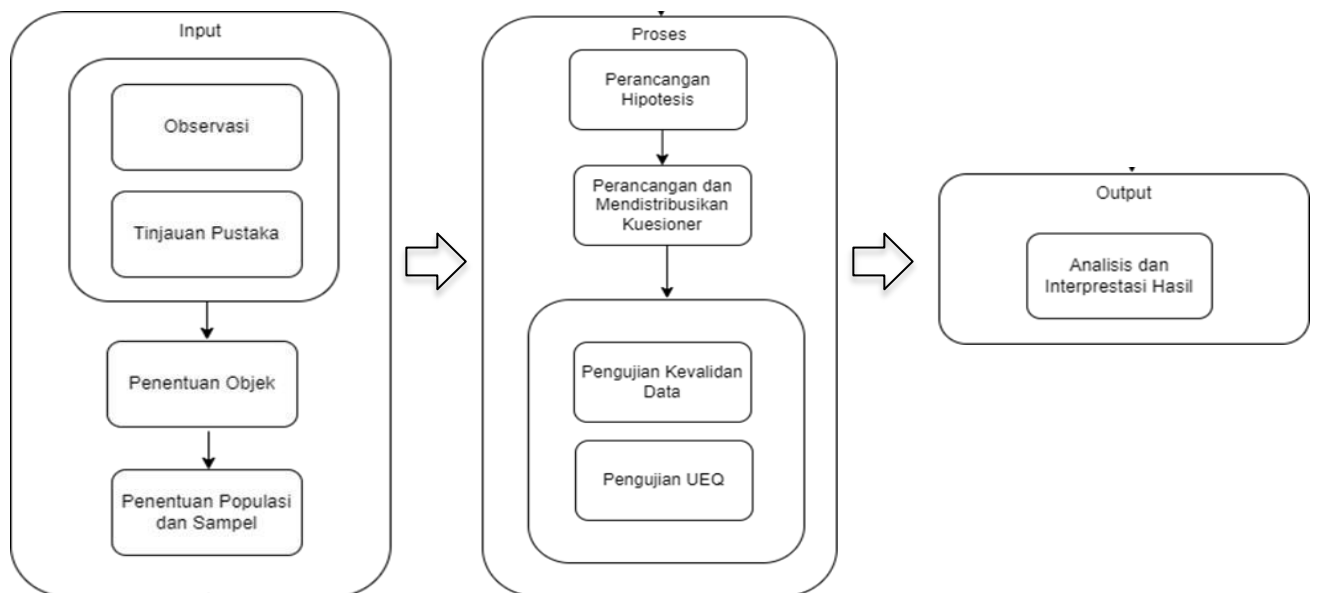 Input
Observasi
Tinjauan Pustaka
Penentuan Objek
Penentuan Populasi
dan Sampel
Proses
Perancangan
Hipotesis
Perancangan dan
Mendistribusikan
Kuesioner
Pengujian Kevalidan
Data
Pengujian UEQ
Output
Analisis dan
Interprestasi Hasil